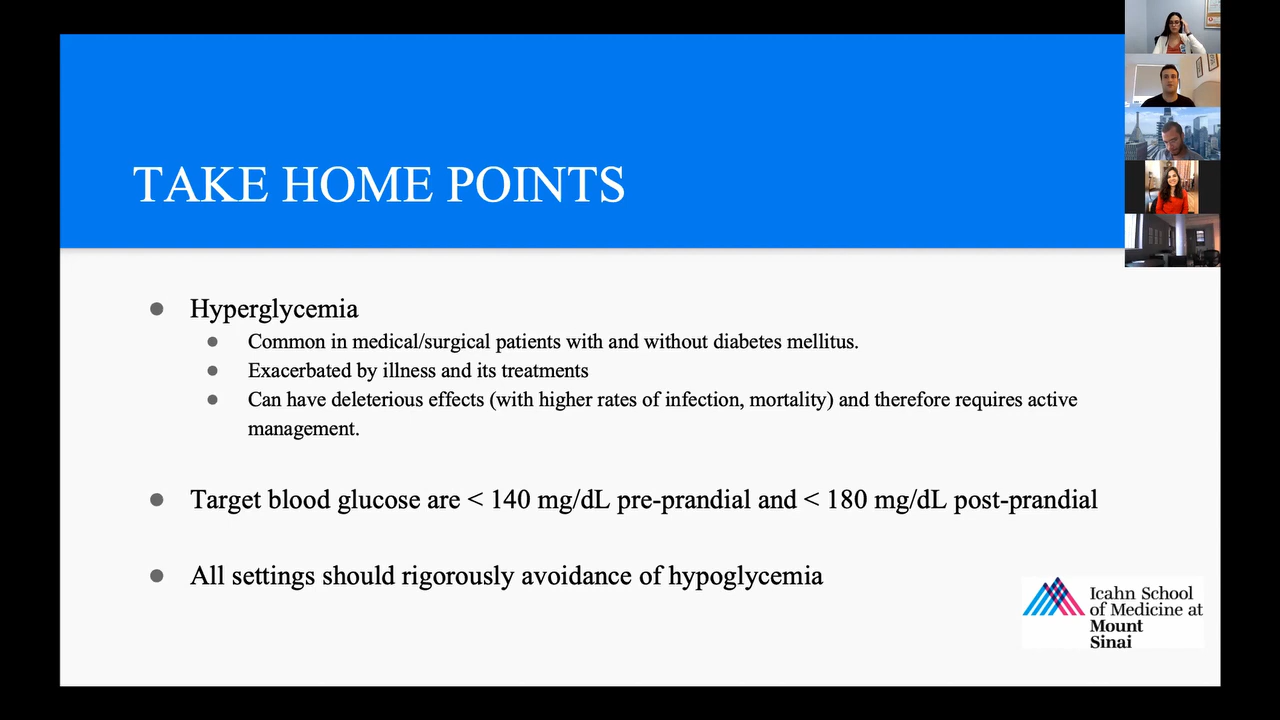 TAKE HOME POINTS
Hyperglycemia
Common in medical/surgical patients with and without diabetes mellitus.
Exacerbated by illness and its treatments
Can have deleterious effects (with higher rates of infection, mortality) and therefore requires active
management.
Target blood glucose are < 140 mg/dL pre-prandial and < 180 mg/dL post-prandial
All settings should rigorously avoidance of hypoglycemia
Icahn School
of Medicine at
Mount
Sinai